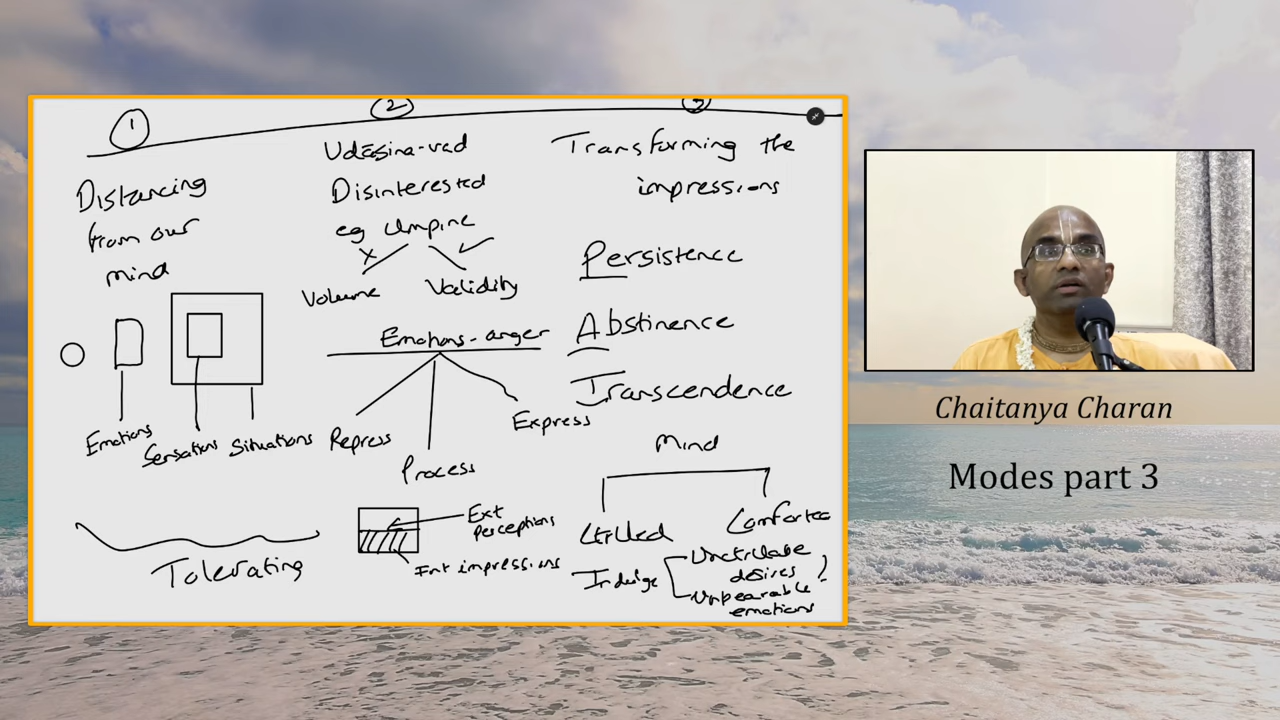 1
2
3
Distancing
from our
mind
Emotions
Sensations
Situations
Tolerating
Udasina-vad
Disinterested
eg Umpire
x
Volume
Validity
Emotions - anger
Repress
Process
Express
Ext
perceptions
Int impressions
Transforming the
impressions
Persistence
Abstinence
Transcendence
Mind
Ctrlled
Comforted
Indulge
desires
Unbearable
emotions
Chaitanya Charan
Modes part 3